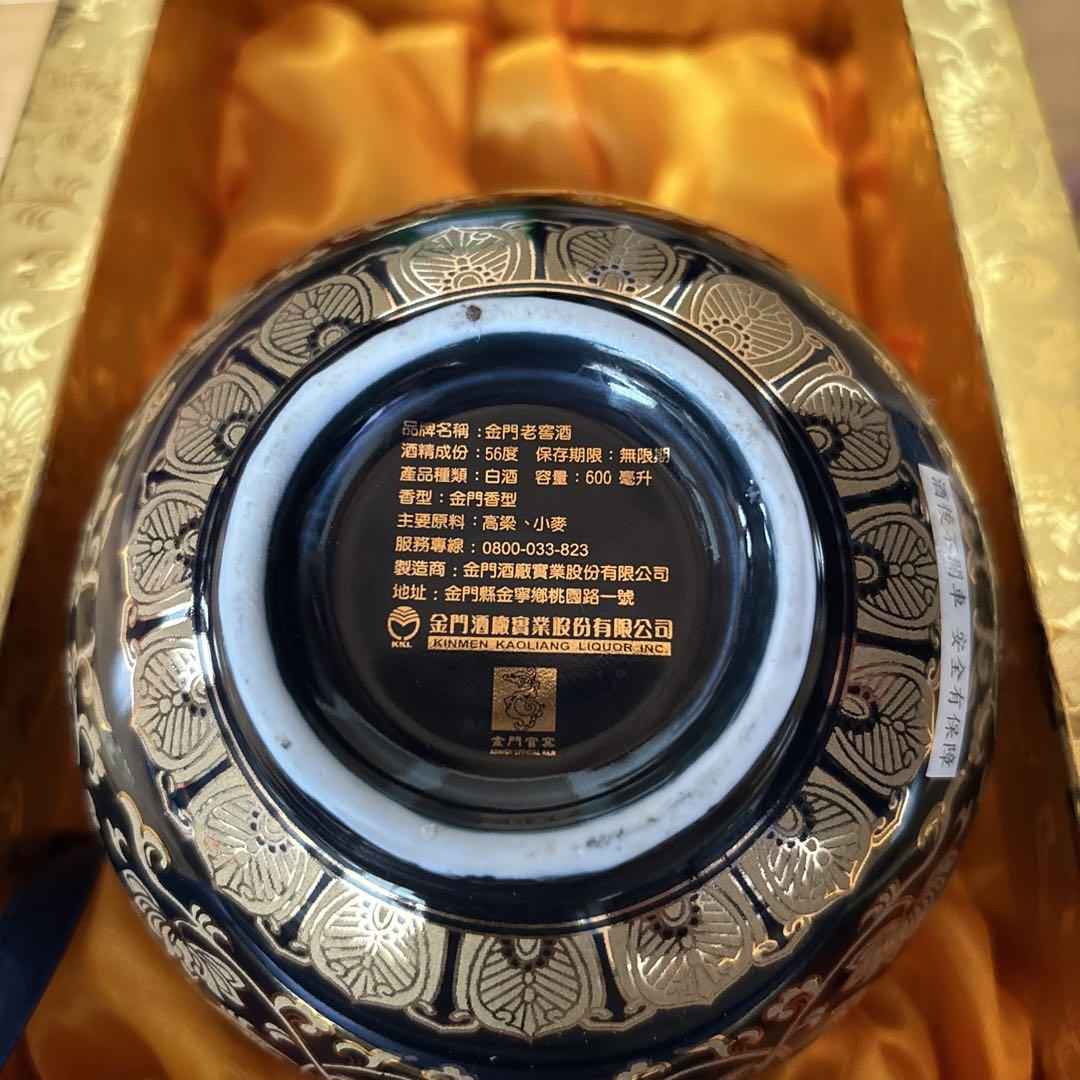 品牌名稱：金門老窖酒
酒精成份：56度 保存期限：無限期
產品種類：白酒 容量：600 毫升
香型：金門香型
主要原料：高粱、小麥
服務專線：0800-033-823
製造商：金門酒廠實業股份有限公司
地址：金門縣金寧鄉桃園路一號
KKL
金門酒廠實業股份有限公司
KINMEN KAOLIANG LIQUOR INC.
金門官窯
KINMEN OFFICIAL KILN
酒後不開車 安全有保障